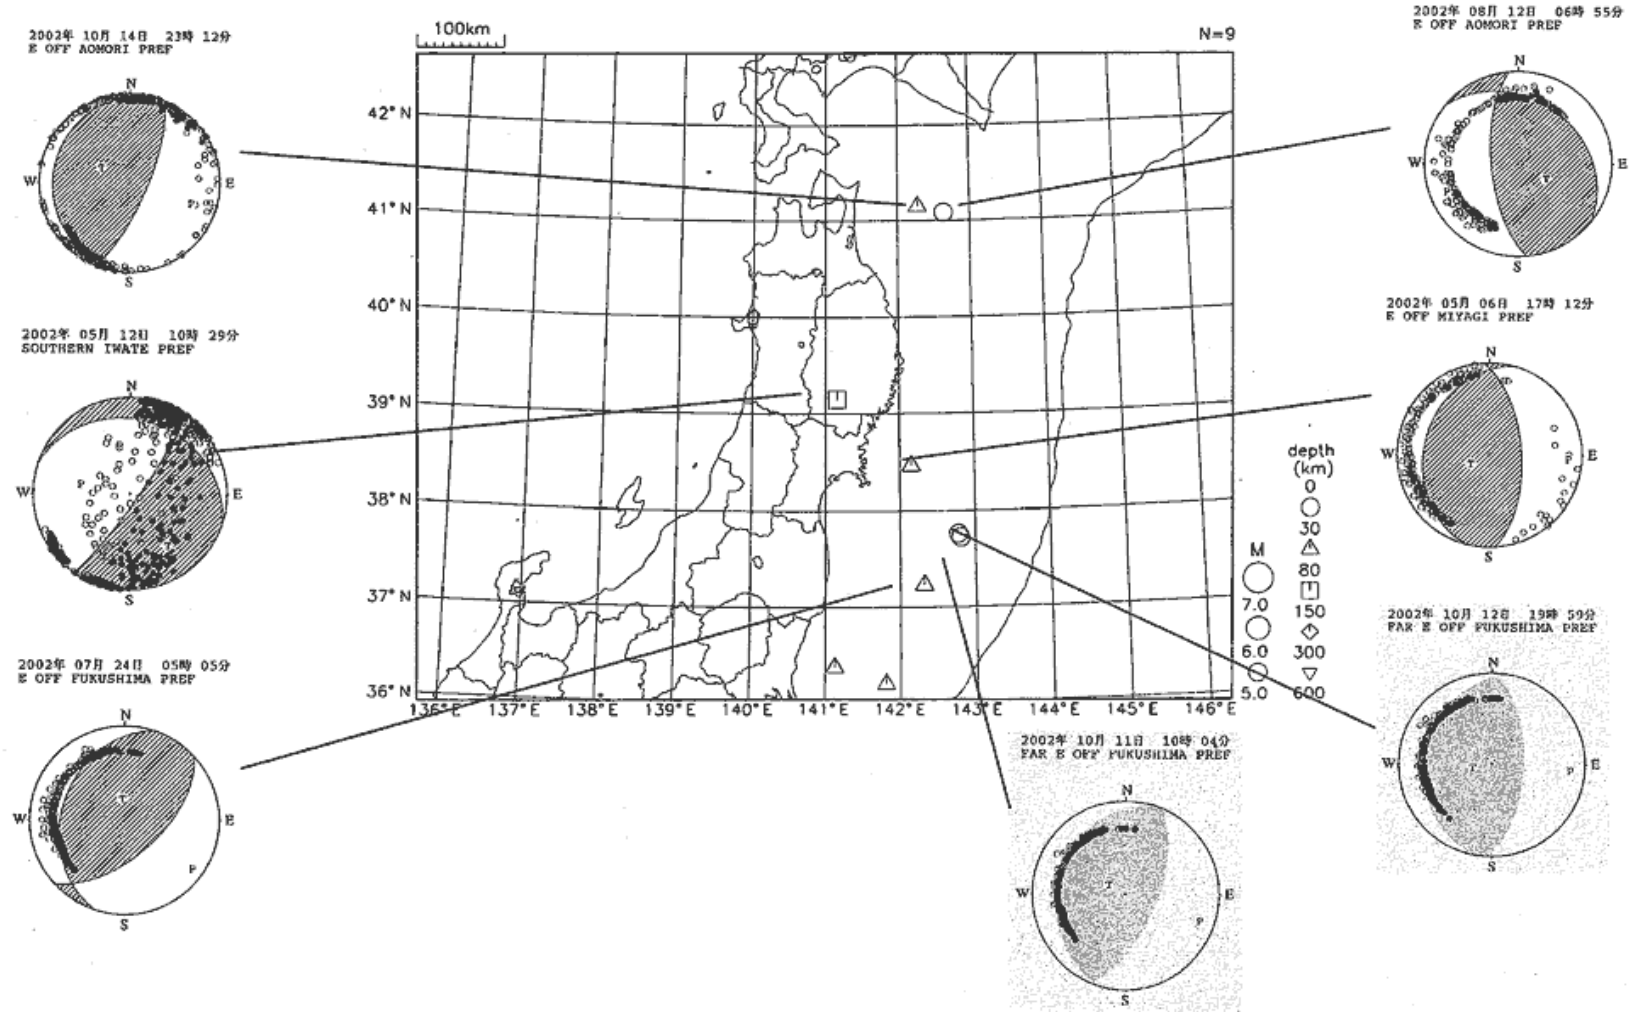 2002年 10月 14日 23時 12分
E OFF AOMORI PREF
N
W
E
S
T
P
2002年 05月 12日 10時 29分
SOUTHERN IWATE PREF
N
W
E
S
P
T
2002年 07月 24日 05時 05分
E OFF FUKUSHIMA PREF
N
W
E
S
T
P
100km
N=9
42°N
41°N
40°N
39°N
38°N
37°N
36°N
136°E
137°E
138°E
139°E
140°E
141°E
142°E
143°E
144°E
145°E
146°E
depth
(km)
0
30
80
150
300
600
M
7.0
6.0
5.0
2002年 08月 12日 06時 55分
E OFF AOMORI PREF
N
W
E
S
P
T
2002年 05月 06日 17時 12分
E OFF MIYAGI PREF
N
W
E
S
T
P
2002年 10月 12日 19時 59分
FAR E OFF FUKUSHIMA PREF
N
W
E
S
T
P
2002年 10月 11日 10時 04分
FAR E OFF FUKUSHIMA PREF
N
W
E
S
T
P